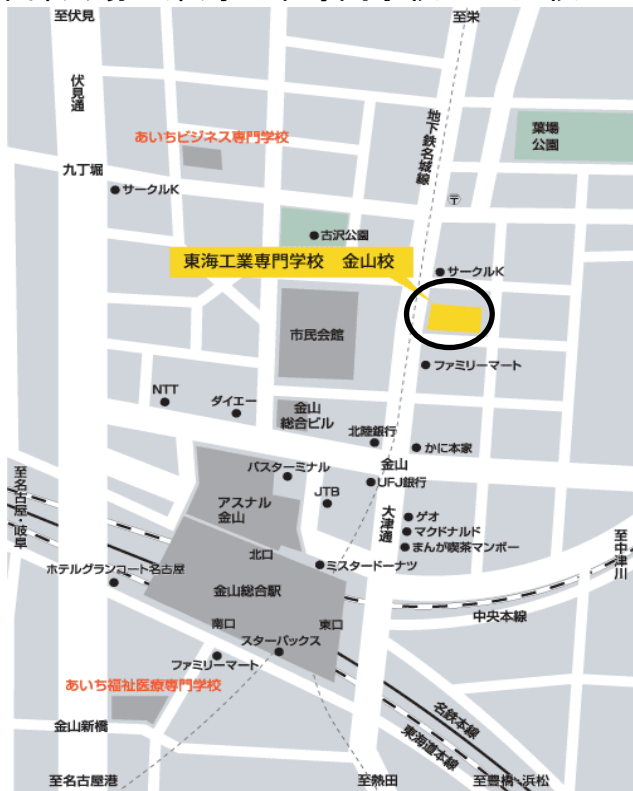 至伏見
至栄
伏見通
地下鉄名城線
葉場
公園
あいちビジネス専門学校
九丁堀
サークルK
〒
古沢公園
東海工業専門学校 金山校
サークルK
市民会館
ファミリーマート
NTT
ダイエー
金山
総合ビル
北陸銀行
かに本家
金山
バスターミナル
UFJ銀行
JTB
アスナル
金山
大津通
ゲオ
マクドナルド
まんが喫茶マンボー
至名古屋・岐阜
至中津川
北口
ミスタードーナツ
ホテルグランコート名古屋
金山総合駅
中央本線
南口
東口
スターバックス
ファミリーマート
あいち福祉医療専門学校
名鉄本線
東海道本線
金山新橋
至名古屋港
至熱田
至豊橋・浜松